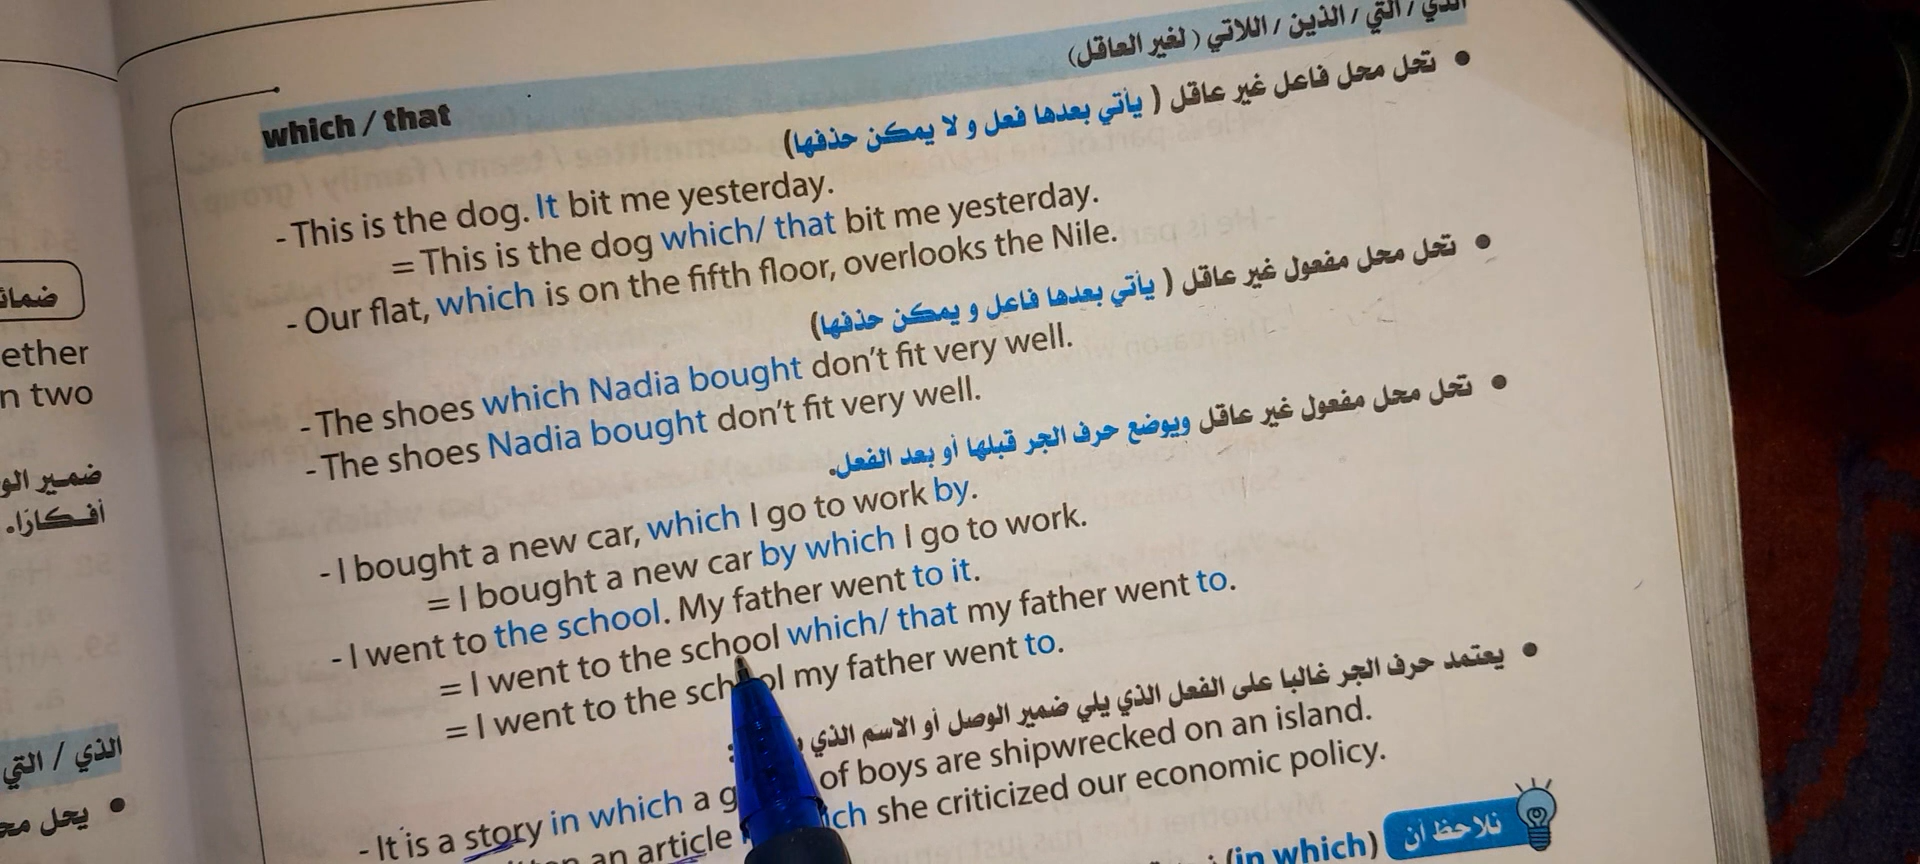 ضمائ
ether
n two
ضمير الو
أفـكارًا.
الذي / التي
• يحل مح
الذي / التي / الذين / اللاتي ( لغير العاقل)
which / that
• تحل محل فاعل غير عاقل ( يأتي بعدها فعل و لا يمكن حذفها)
- This is the dog. It bit me yesterday.
= This is the dog which/ that bit me yesterday.
- Our flat, which is on the fifth floor, overlooks the Nile.
• تحل محل مفعول غير عاقل ( يأتي بعدها فاعل و يمكن حذفها)
- The shoes which Nadia bought don't fit very well.
- The shoes Nadia bought don't fit very well.
• تحل محل مفعول غير عاقل ويوضع حرف الجر قبلها أو بعد الفعل.
- I bought a new car, which I go to work by.
= I bought a new car by which I go to work.
- I went to the school. My father went to it.
= I went to the school which/ that my father went to.
= I went to the school my father went to.
• يعتمد حرف الجر غالبا على الفعل الذي يلي ضمير الوصل أو الاسم الذي
- It is a story in which a g of boys are shipwrecked on an island.
an article ich she criticized our economic policy.
نلاحظ أن (in which)